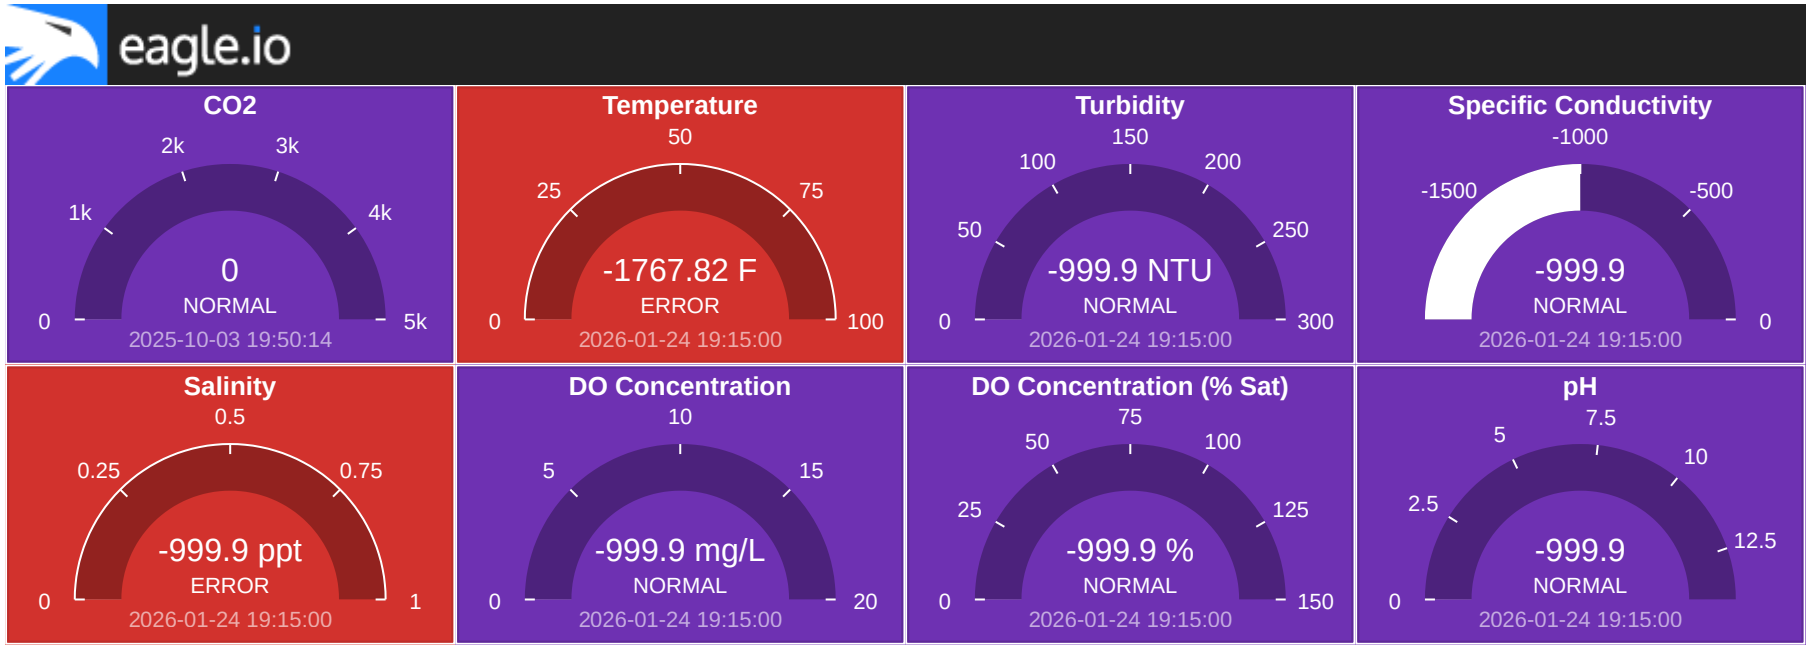 eagle.io
CO2
2k
3k
1k
4k
0
NORMAL
0
5k
2025-10-03 19:50:14
Temperature
50
25
75
-1767.82 F
ERROR
0
100
2026-01-24 19:15:00
Turbidity
150
100
200
50
250
-999.9 NTU
NORMAL
0
300
2026-01-24 19:15:00
Specific Conductivity
-1000
-1500
-500
-999.9
NORMAL
0
2026-01-24 19:15:00
Salinity
0.5
0.25
0.75
-999.9 ppt
ERROR
0
1
2026-01-24 19:15:00
DO Concentration
10
5
15
-999.9 mg/L
NORMAL
0
20
2026-01-24 19:15:00
DO Concentration (% Sat)
75
50
100
25
125
-999.9 %
NORMAL
0
150
2026-01-24 19:15:00
pH
7.5
5
10
2.5
12.5
-999.9
NORMAL
0
2026-01-24 19:15:00